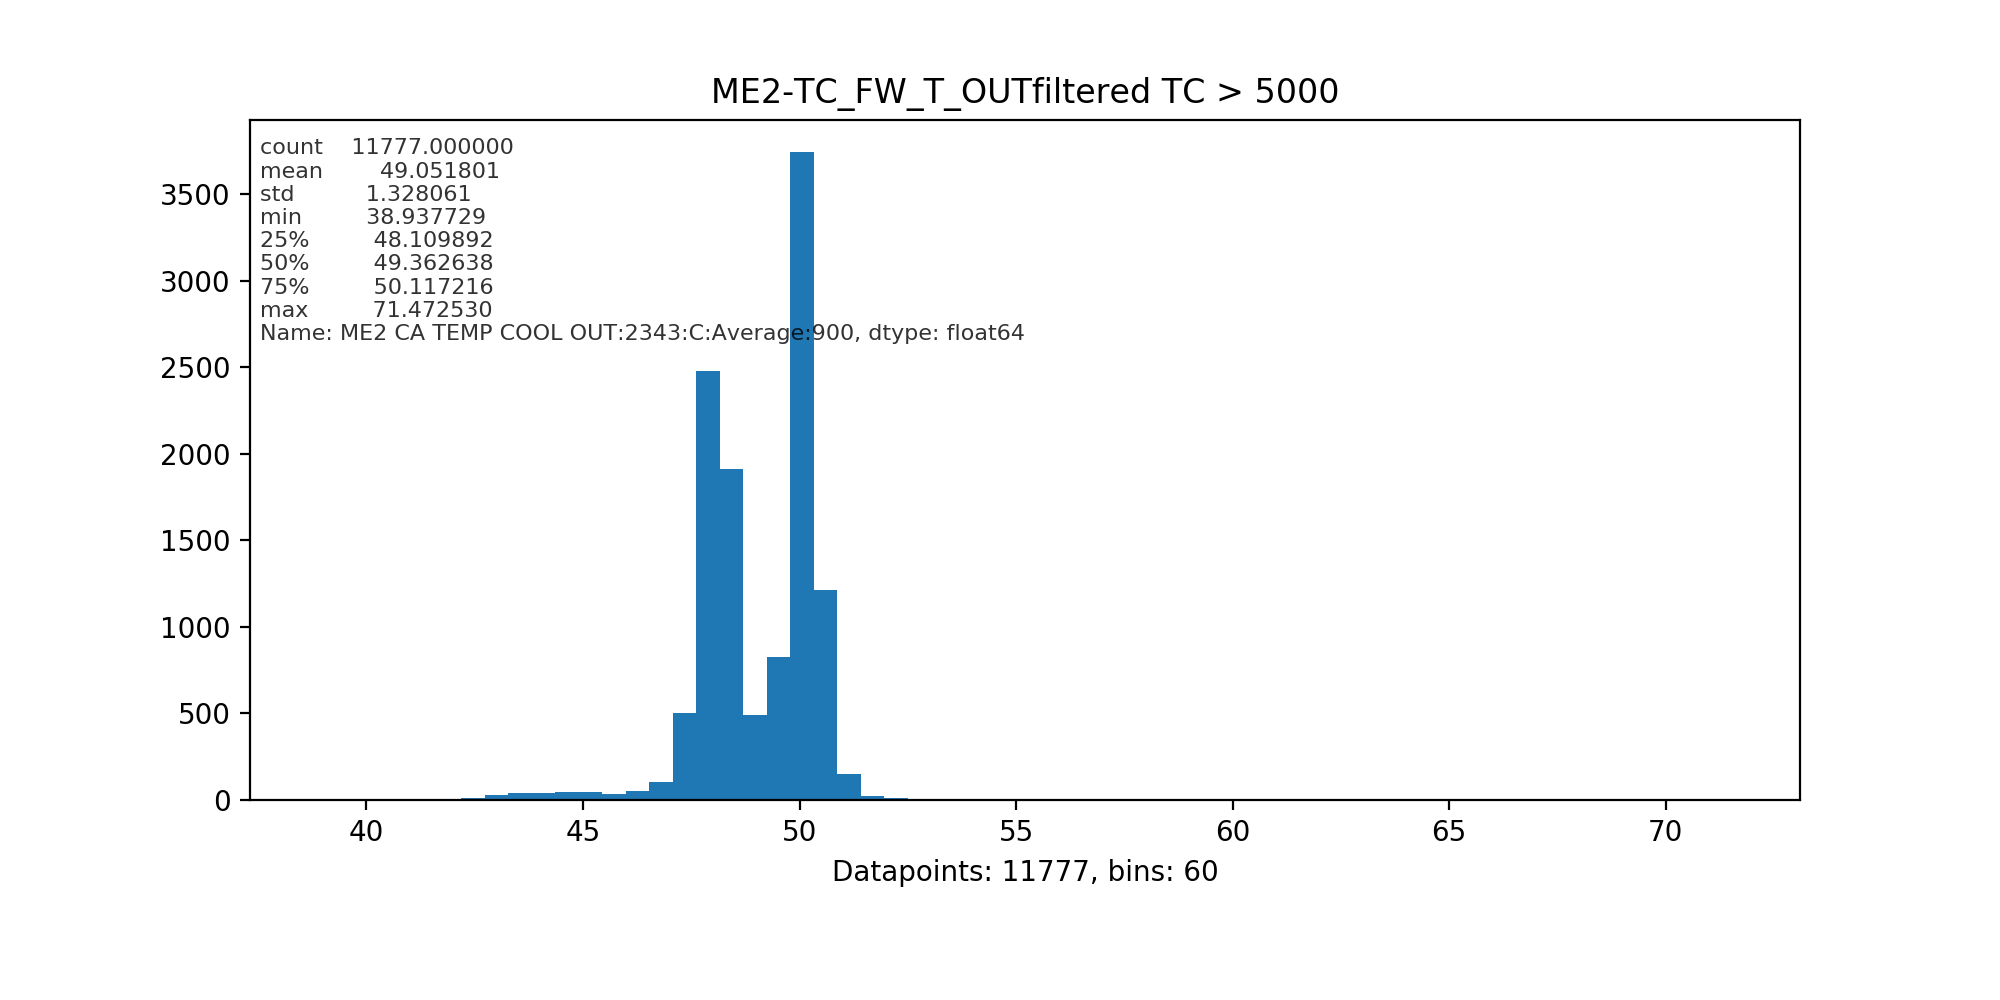 ME2-TC_FW_T_OUTfiltered TC > 5000
count 11777.000000
mean 49.051801
std 1.328061
min 38.937729
25% 48.109892
50% 49.362638
75% 50.117216
max 71.472530
Name: ME2 CA TEMP COOL OUT:2343:C:Average:900, dtype: float64
3500
3000
2500
2000
1500
1000
500
0
40 45 50 55 60 65 70
Datapoints: 11777, bins: 60